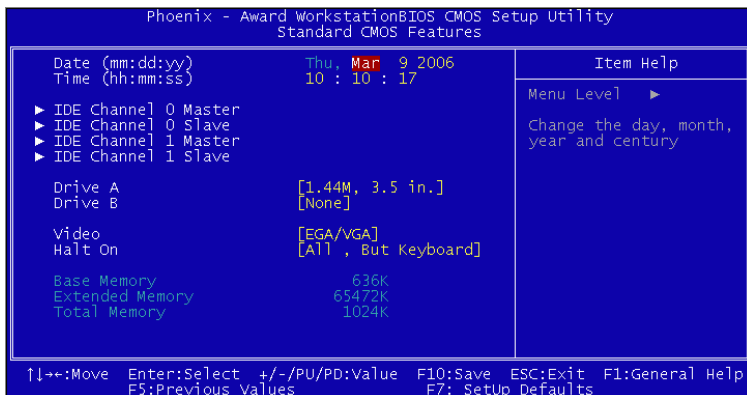 Phoenix - Award WorkstationBIOS CMOS Setup Utility
Standard CMOS Features
Date (mm:dd:yy) Thu, Mar 9 2006
Time (hh:mm:ss) 10 : 10 : 17
► IDE Channel 0 Master
► IDE Channel 0 Slave
► IDE Channel 1 Master
► IDE Channel 1 Slave
Drive A [1.44M, 3.5 in.]
Drive B [None]
Video [EGA/VGA]
Halt On [All , But Keyboard]
Base Memory 636K
Extended Memory 65472K
Total Memory 1024K
Item Help
Menu Level ►
Change the day, month,
year and century
↑↓→←:Move Enter:Select +/-/PU/PD:Value F10:Save ESC:Exit F1:General Help
F5:Previous Values F7: SetUp Defaults